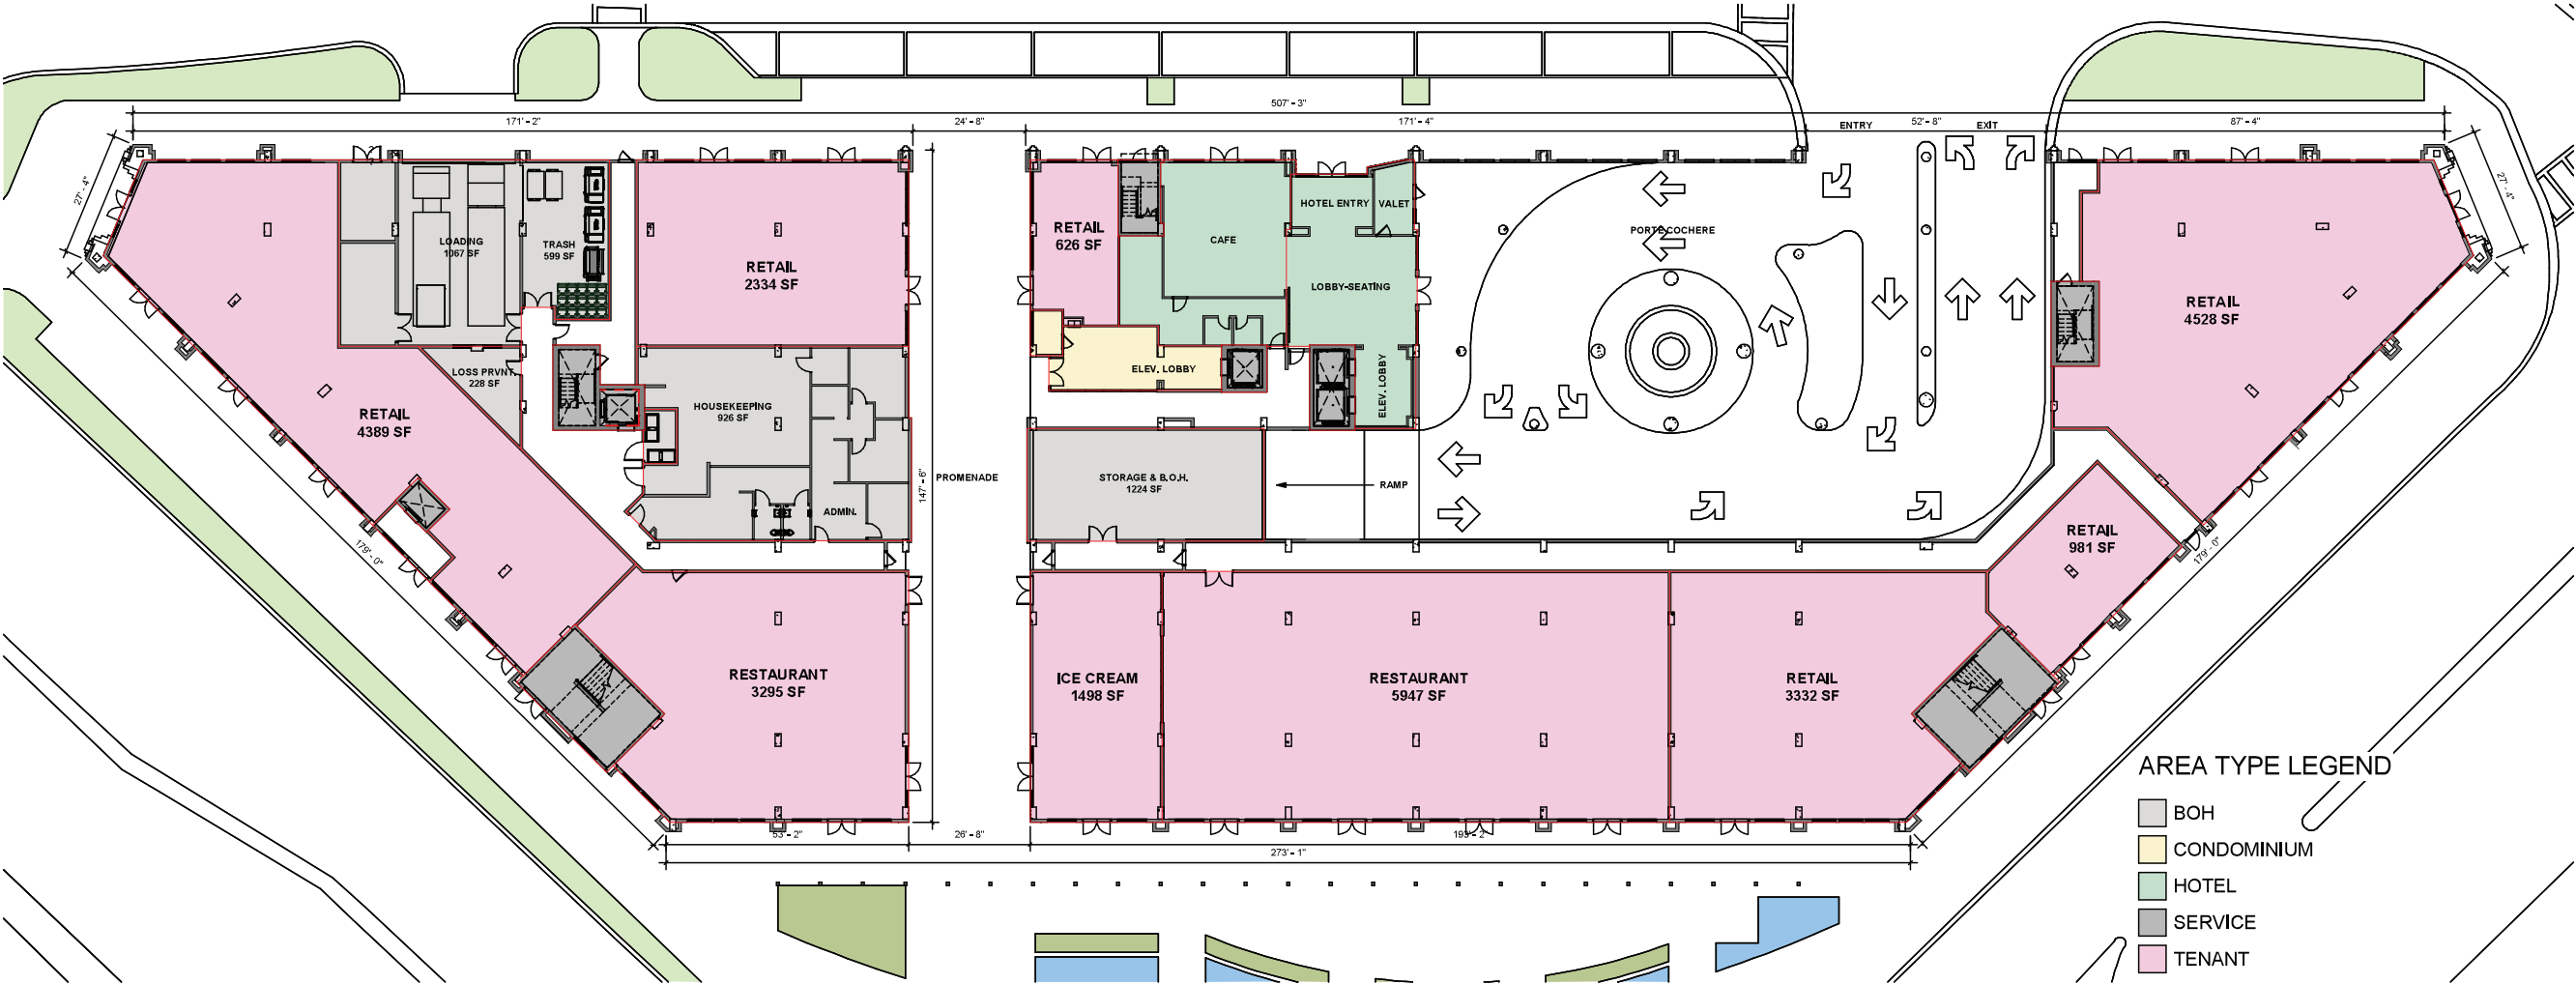 507' - 3"
171' - 2"
24' - 8"
171' - 4"
ENTRY
52' - 8"
EXIT
87' - 4"
27' - 4"
27' - 4"
LOADING
1067 SF
TRASH
599 SF
RETAIL
2334 SF
RETAIL
626 SF
CAFE
HOTEL ENTRY
VALET
LOBBY-SEATING
PORTE COCHERE
RETAIL
4528 SF
LOSS PRVNT.
228 SF
ELEV. LOBBY
ELEV. LOBBY
RETAIL
4389 SF
HOUSEKEEPING
926 SF
ADMIN.
147' - 6"
PROMENADE
STORAGE & B.O.H.
1224 SF
RAMP
RETAIL
981 SF
179' - 0"
179' - 0"
RESTAURANT
3295 SF
ICE CREAM
1498 SF
RESTAURANT
5947 SF
RETAIL
3332 SF
53' - 2"
26' - 8"
193' - 2"
273' - 1"
AREA TYPE LEGEND
BOH
CONDOMINIUM
HOTEL
SERVICE
TENANT